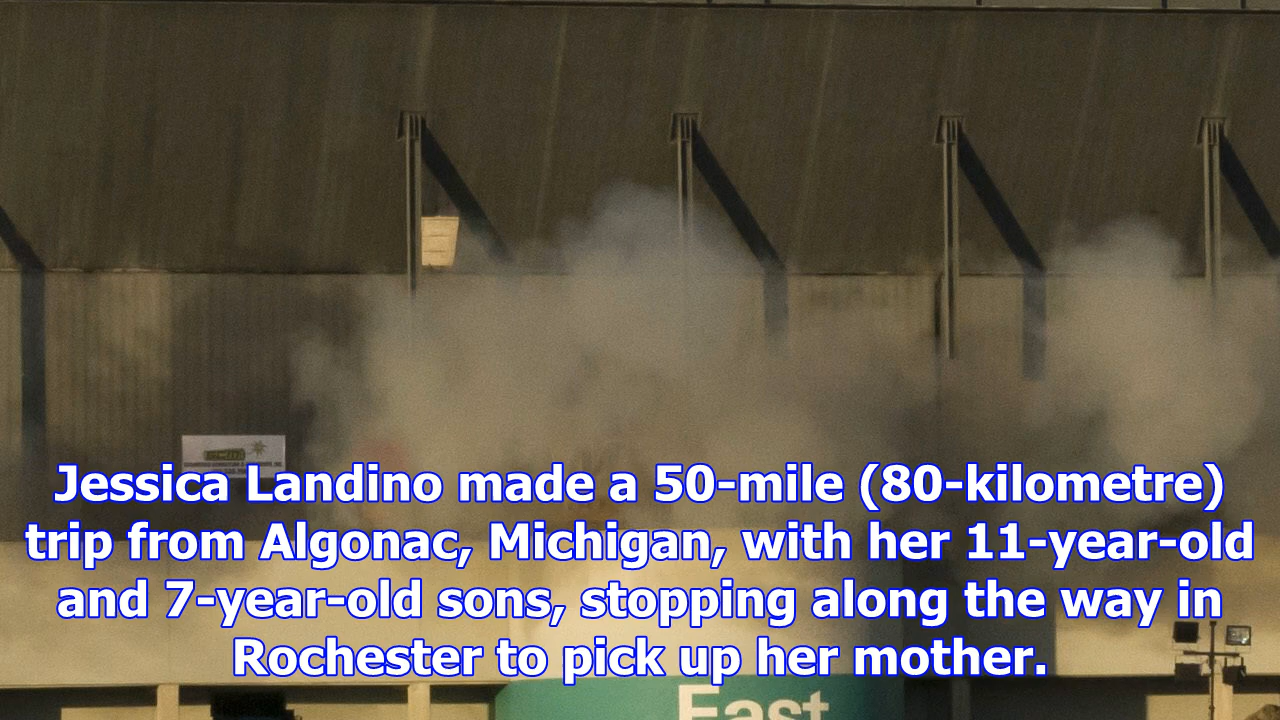 Jessica Landino made a 50-mile (80-kilometre)
trip from Algonac, Michigan, with her 11-year-old
and 7-year-old sons, stopping along the way in
Rochester to pick up her mother.
East